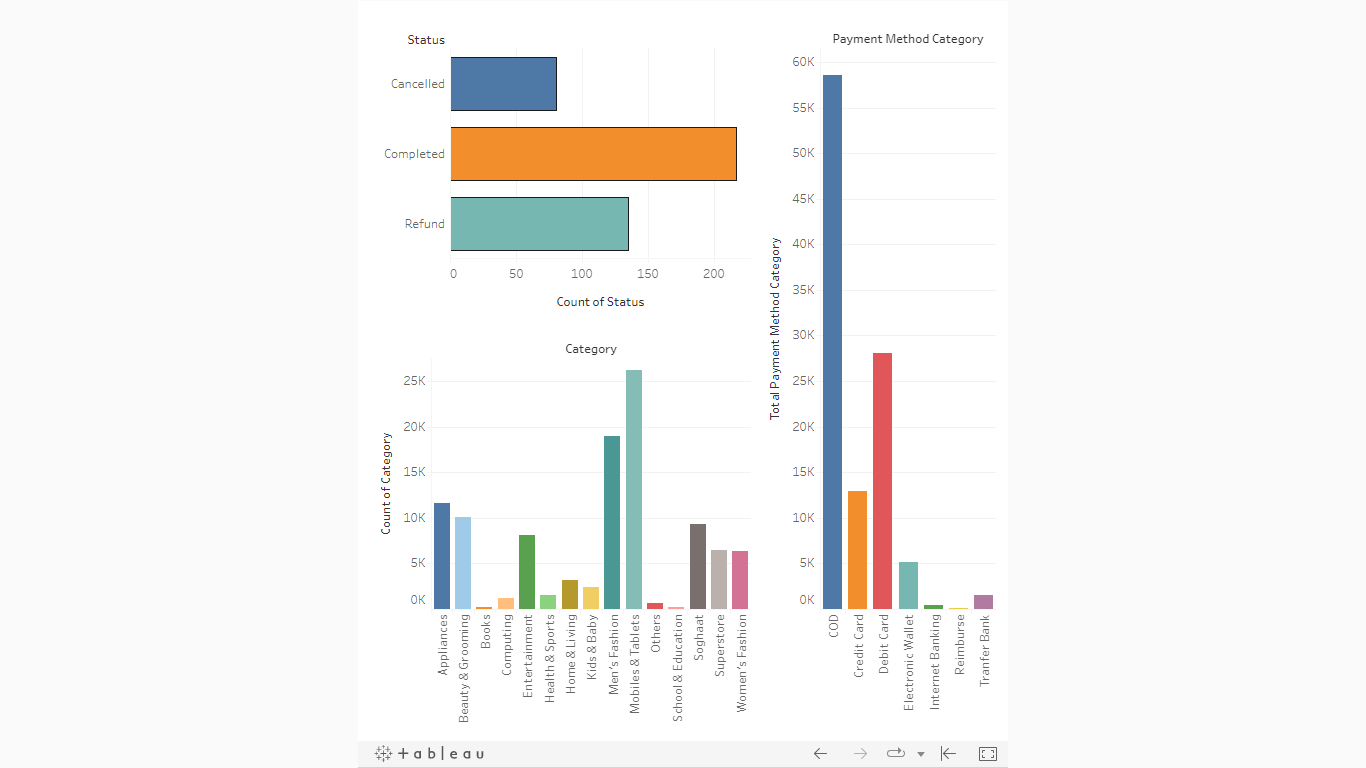 Status
Cancelled
Completed
Refund
0 50 100 150 200
Count of Status
Category
Count of Category
25K
20K
15K
10K
5K
0K
Appliances
Beauty & Grooming
Books
Computing
Entertainment
Health & Sports
Home & Living
Kids & Baby
Men's Fashion
Mobiles & Tablets
Others
School & Education
Soghaat
Superstore
Women's Fashion
Payment Method Category
Total Payment Method Category
60K
55K
50K
45K
40K
35K
30K
25K
20K
15K
10K
5K
0K
COD
Credit Card
Debit Card
Electronic Wallet
Internet Banking
Reimburse
Tranfer Bank
+ableau